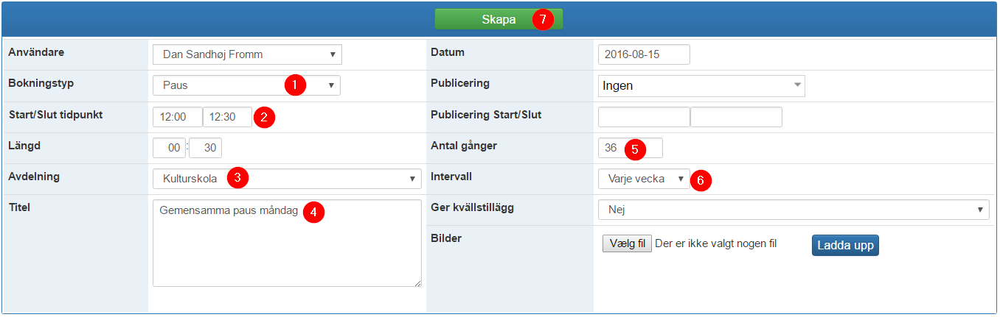 Skapa 7
Användare Dan Sandhøj Fromm Datum 2016-08-15
Bokningstyp Paus 1 Publicering Ingen
Start/Slut tidpunkt 12:00 12:30 2 Publicering Start/Slut
Längd 00 : 30 Antal gånger 36 5
Avdelning Kulturskola 3 Intervall Varje vecka 6
Titel Gemensamma paus måndag 4 Ger kvällstillägg Nej
Bilder Vælg fil Der er ikke valgt nogen fil Ladda upp